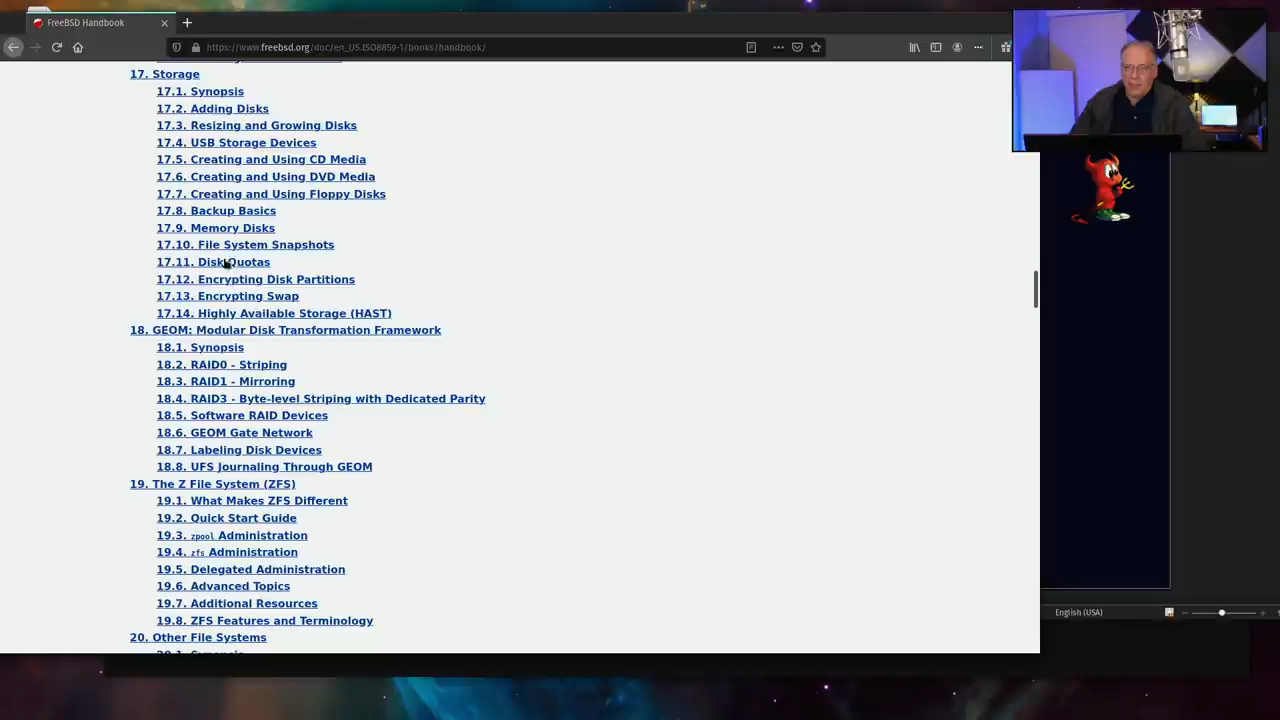 FreeBSD Handbook
https://www.freebsd.org/doc/en_US.ISO8859-1/books/handbook/
17. Storage
17.1. Synopsis
17.2. Adding Disks
17.3. Resizing and Growing Disks
17.4. USB Storage Devices
17.5. Creating and Using CD Media
17.6. Creating and Using DVD Media
17.7. Creating and Using Floppy Disks
17.8. Backup Basics
17.9. Memory Disks
17.10. File System Snapshots
17.11. Disk Quotas
17.12. Encrypting Disk Partitions
17.13. Encrypting Swap
17.14. Highly Available Storage (HAST)
18. GEOM: Modular Disk Transformation Framework
18.1. Synopsis
18.2. RAID0 - Striping
18.3. RAID1 - Mirroring
18.4. RAID3 - Byte-level Striping with Dedicated Parity
18.5. Software RAID Devices
18.6. GEOM Gate Network
18.7. Labeling Disk Devices
18.8. UFS Journaling Through GEOM
19. The Z File System (ZFS)
19.1. What Makes ZFS Different
19.2. Quick Start Guide
19.3. zpool Administration
19.4. zfs Administration
19.5. Delegated Administration
19.6. Advanced Topics
19.7. Additional Resources
19.8. ZFS Features and Terminology
20. Other File Systems
English (USA)